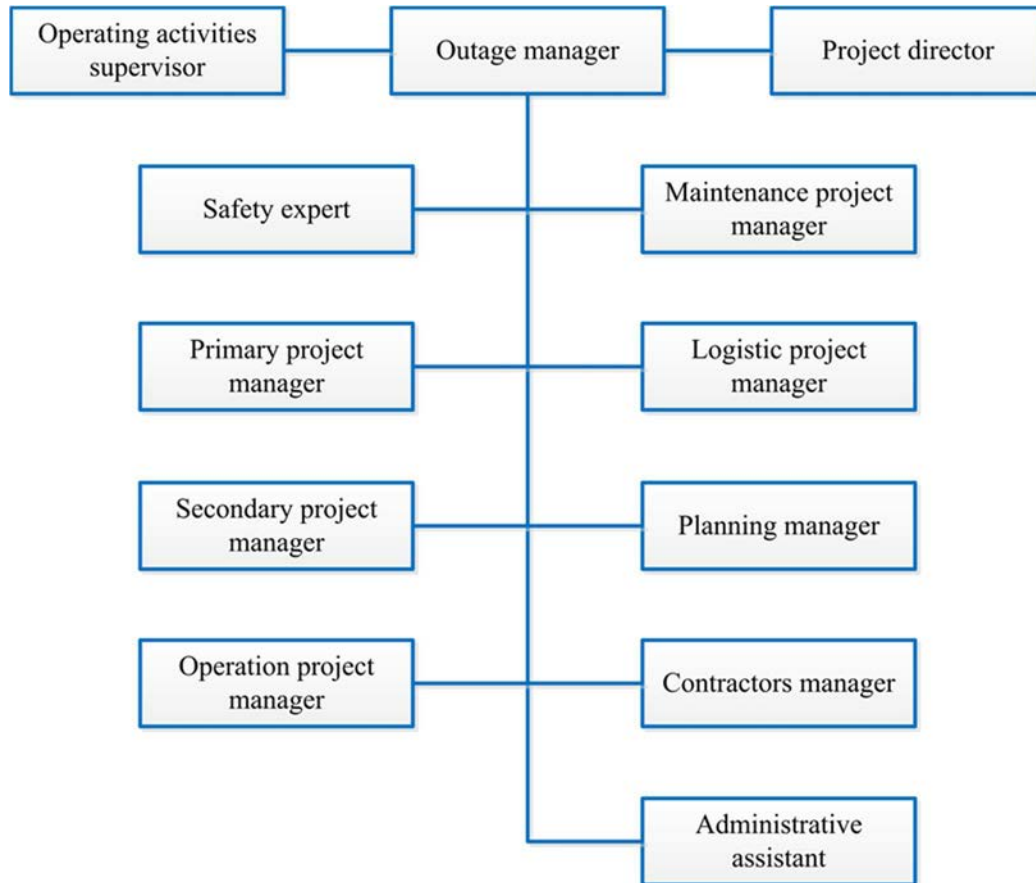 Operating activities
supervisor
Outage manager
Project director
Safety expert
Maintenance project
manager
Primary project
manager
Logistic project
manager
Secondary project
manager
Planning manager
Operation project
manager
Contractors manager
Administrative
assistant